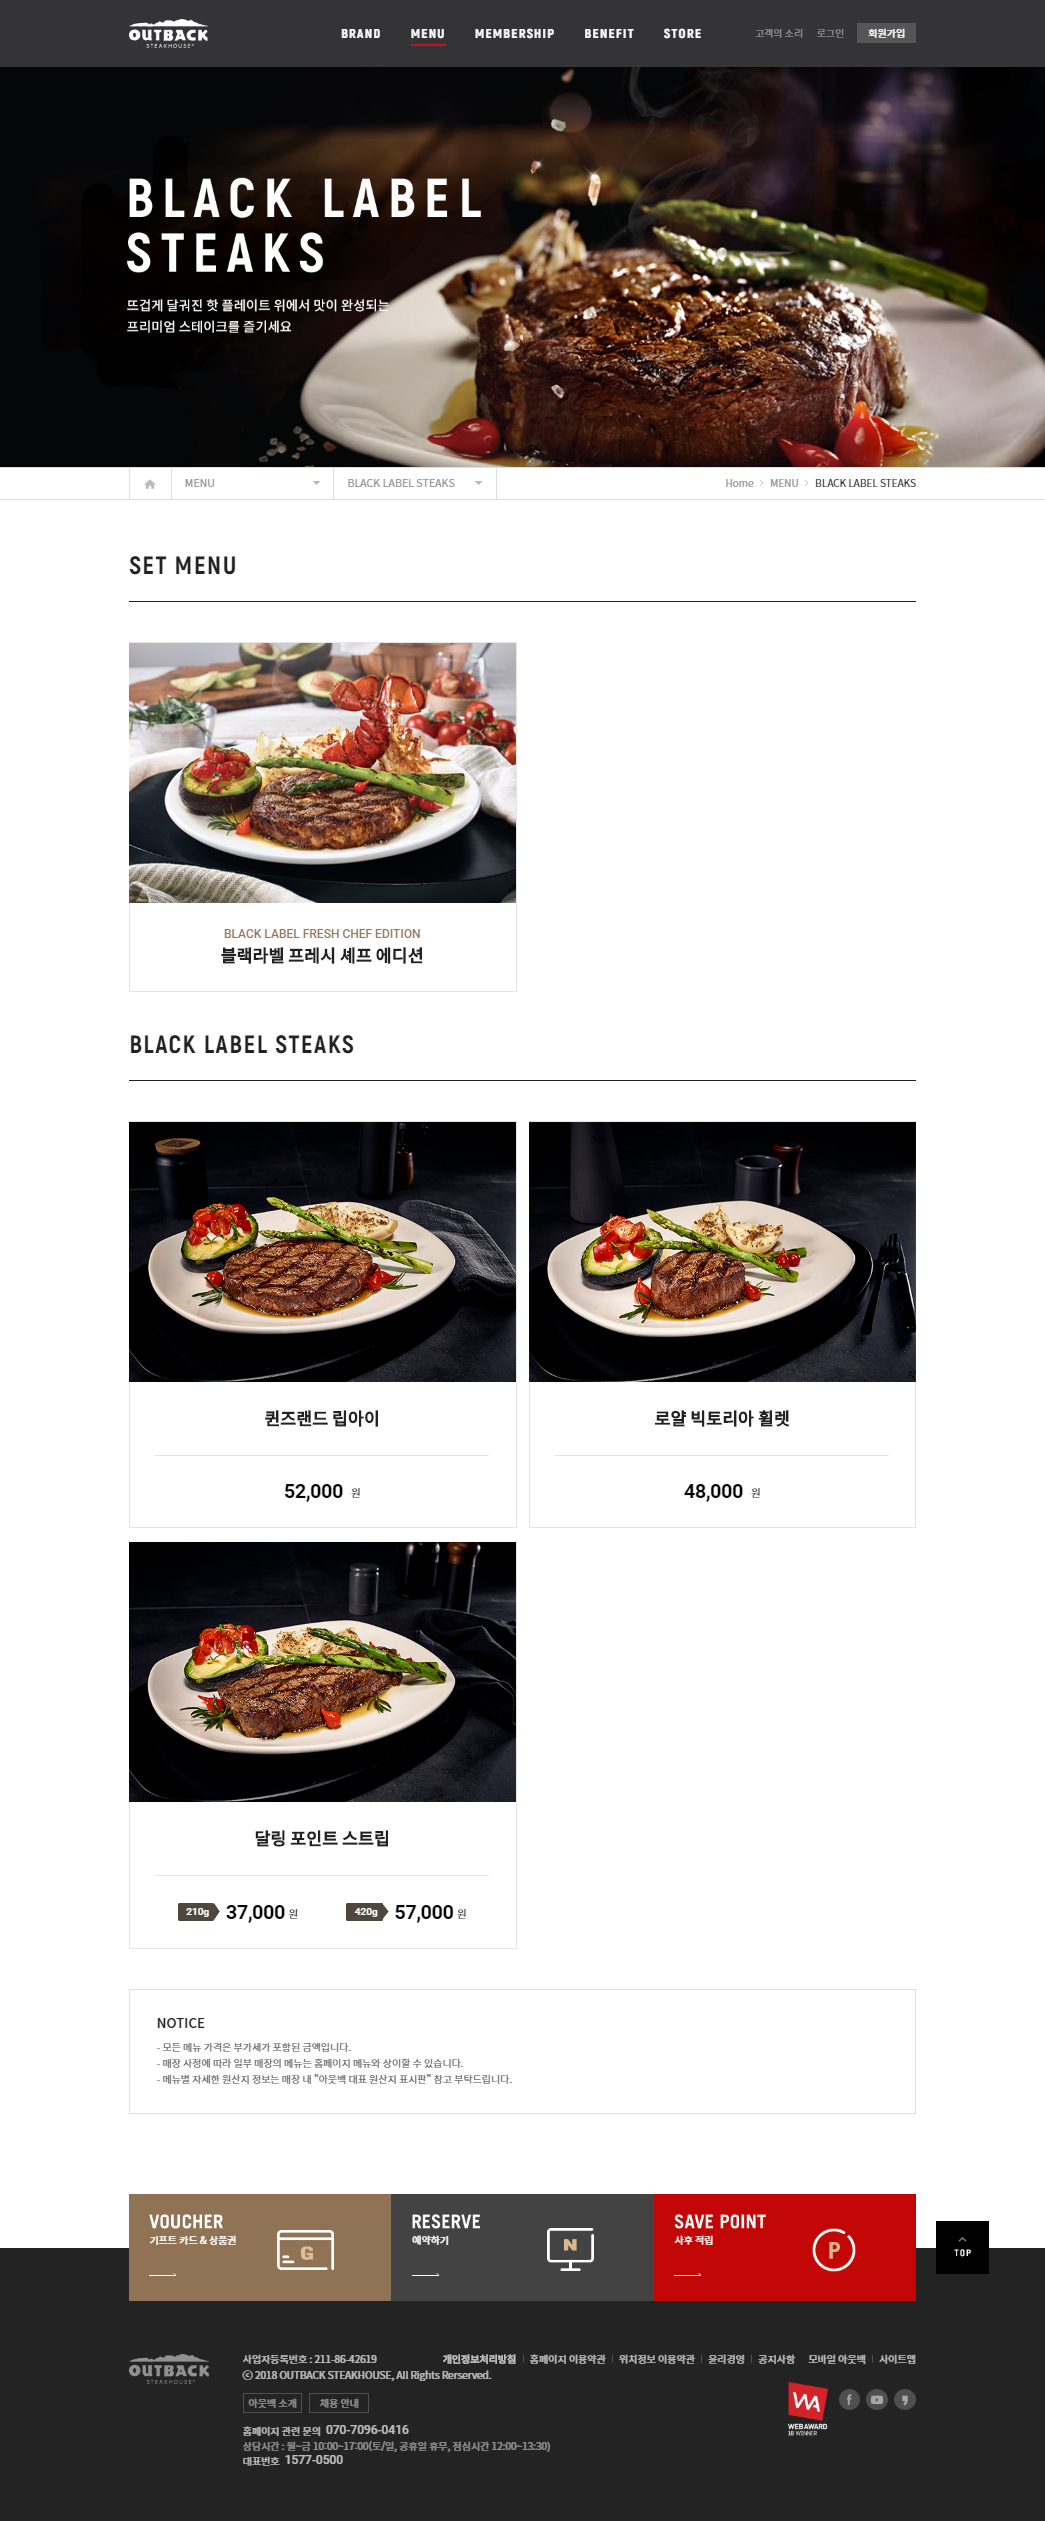 OUTBACK
STEAKHOUSE
BRAND MENU MEMBERSHIP BENEFIT STORE
고객의 소리 로그인 회원가입
BLACK LABEL
STEAKS
뜨겁게 달궈진 핫 플레이트 위에서 맛이 완성되는
프리미엄 스테이크를 즐기세요
MENU BLACK LABEL STEAKS
Home > MENU > BLACK LABEL STEAKS
SET MENU
BLACK LABEL FRESH CHEF EDITION
블랙라벨 프레시 셰프 에디션
BLACK LABEL STEAKS
퀸즈랜드 립아이
52,000 원
로얄 빅토리아 휠렛
48,000 원
달링 포인트 스트립
210g 37,000 원 420g 57,000 원
NOTICE
- 모든 메뉴 가격은 부가세가 포함된 금액입니다.
- 매장 사정에 따라 일부 매장의 메뉴는 홈페이지 메뉴와 상이할 수 있습니다.
- 메뉴별 자세한 원산지 정보는 매장 내 "아웃백 대표 원산지 표시판" 참고 부탁드립니다.
VOUCHER
기프트 카드 & 상품권
G
RESERVE
예약하기
N
SAVE POINT
사후 적립
P
TOP
OUTBACK
STEAKHOUSE
사업자등록번호 : 211-86-42619
ⓒ 2018 OUTBACK STEAKHOUSE, All Rights Rerserved.
개인정보처리방침 | 홈페이지 이용약관 | 위치정보 이용약관 | 윤리경영 | 공지사항 모바일 아웃백 | 사이트맵
아웃백 소개 채용 안내
홈페이지 관련 문의 070-7096-0416
상담시간 : 월~금 10:00~17:00(토/일, 공휴일 휴무, 점심시간 12:00~13:30)
대표번호 1577-0500
WA
WEB AWARD
18 WINNER